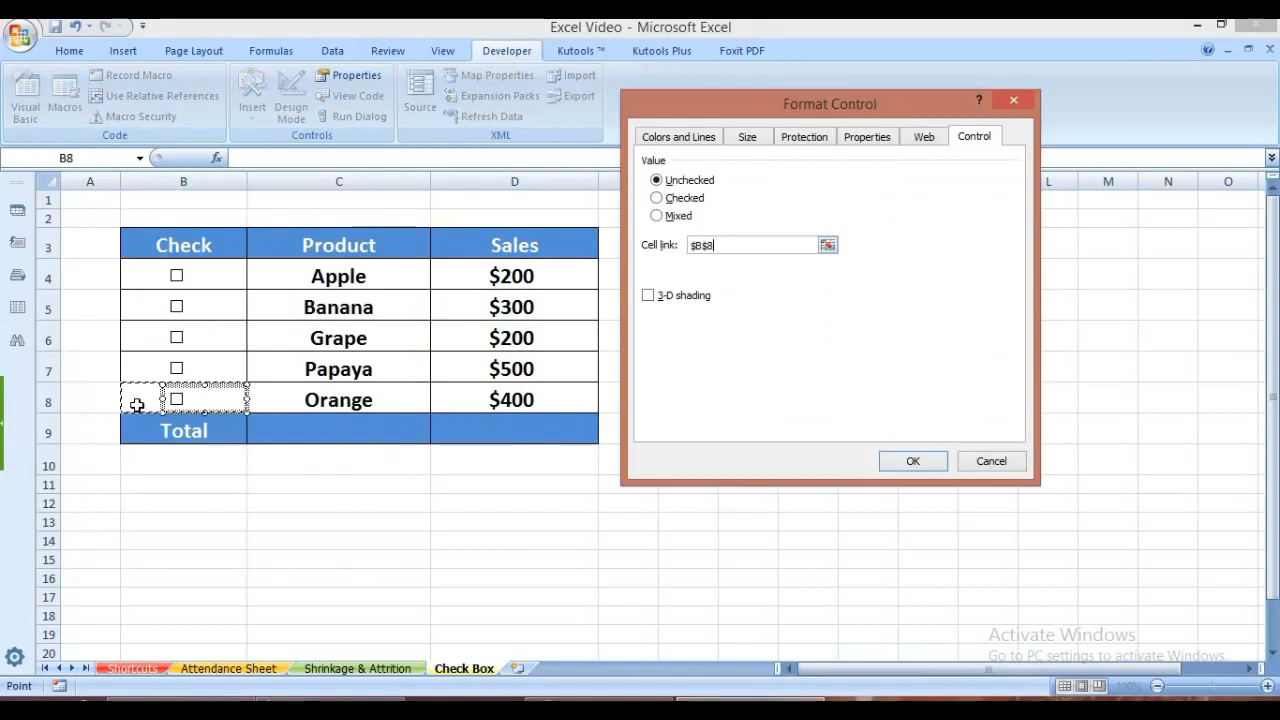 Excel Video - Microsoft Excel
Home Insert Page Layout Formulas Data Review View Developer Kutools ™ Kutools Plus Foxit PDF
Visual Basic
Macros
Record Macro
Use Relative References
Macro Security
Code
Insert
Design Mode
Properties
View Code
Run Dialog
Controls
Source
Map Properties
Expansion Packs
Refresh Data
Import
Export
XML
B8
fx
A B C D L M N O
1
2
3 Check Product Sales
4 Apple $200
5 Banana $300
6 Grape $200
7 Papaya $500
8 Orange $400
9 Total
10
11
12
13
14
15
16
17
18
19
20
Format Control
?
Colors and Lines Size Protection Properties Web Control
Value
Unchecked
Checked
Mixed
Cell link: $B$8
3-D shading
OK Cancel
Activate Windows
Go to PC settings to activate Windows.
Shortcuts Attendance Sheet Shrinkage & Attrition Check Box
Point 100%